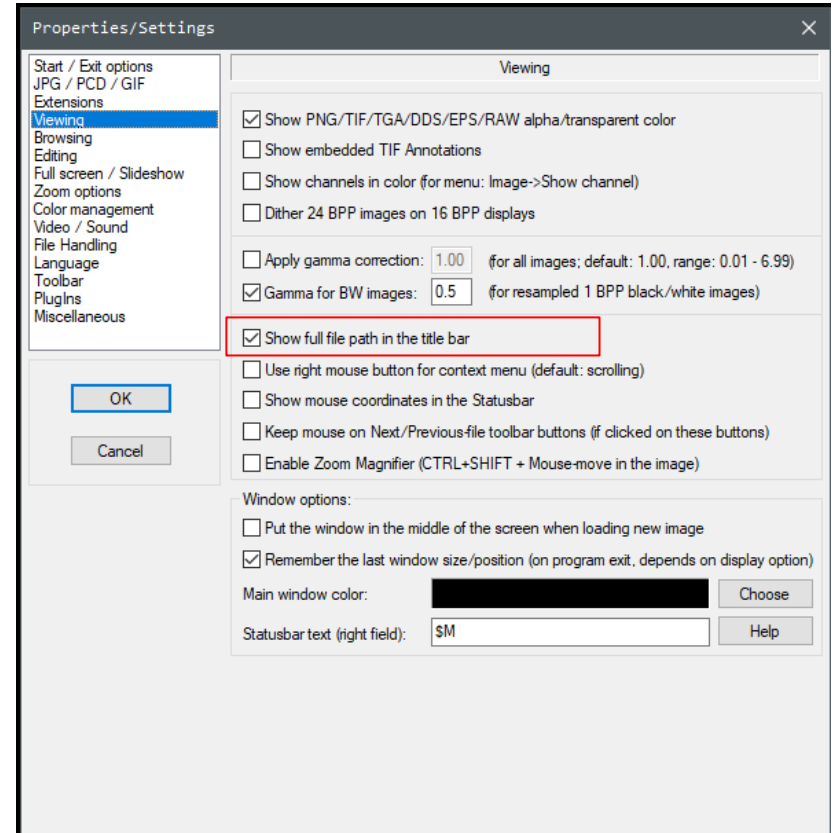 Properties/Settings
Start / Exit options
JPG / PCD / GIF
Extensions
Viewing
Browsing
Editing
Full screen / Slideshow
Zoom options
Color management
Video / Sound
File Handling
Language
Toolbar
PlugIns
Miscellaneous
OK
Cancel
Viewing
Show PNG/TIF/TGA/DDS/EPS/RAW alpha/transparent color
Show embedded TIF Annotations
Show channels in color (for menu: Image->Show channel)
Dither 24 BPP images on 16 BPP displays
Apply gamma correction: 1.00 (for all images; default: 1.00, range: 0.01 - 6.99)
Gamma for BW images: 0.5 (for resampled 1 BPP black/white images)
Show full file path in the title bar
Use right mouse button for context menu (default: scrolling)
Show mouse coordinates in the Statusbar
Keep mouse on Next/Previous-file toolbar buttons (if clicked on these buttons)
Enable Zoom Magnifier (CTRL+SHIFT + Mouse-move in the image)
Window options:
Put the window in the middle of the screen when loading new image
Remember the last window size/position (on program exit, depends on display option)
Main window color: Choose
Statusbar text (right field): $M Help